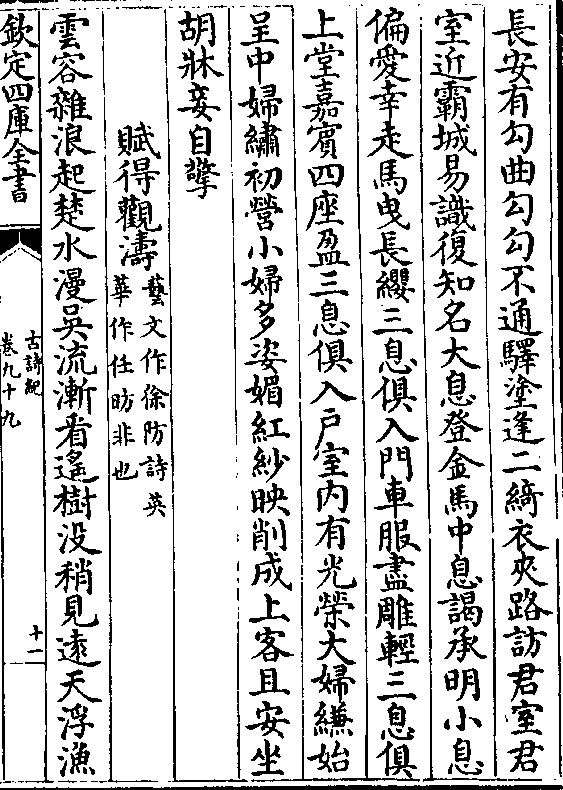 長安有勾曲勾勾不通驛塗逢二綺衣夾路訪君室君
室近霸城易識復知名大息登金馬中息謁承明小息
偏愛幸走馬曳長纓三息俱入門車服盡雕輕三息俱
上堂嘉賓四座盈三息俱入戶室内有光榮大婦縑始
呈中婦繡初營小婦多姿媚紅紗映削成上客且安坐
胡牀妾自擎
賦得觀濤藝文作徐防詩英
華作任昉非也
雲容雜浪起楚水漫吳流漸看遙樹没稍見遠天浮漁
欽定四庫全書
古詩紀
卷九十九
十一